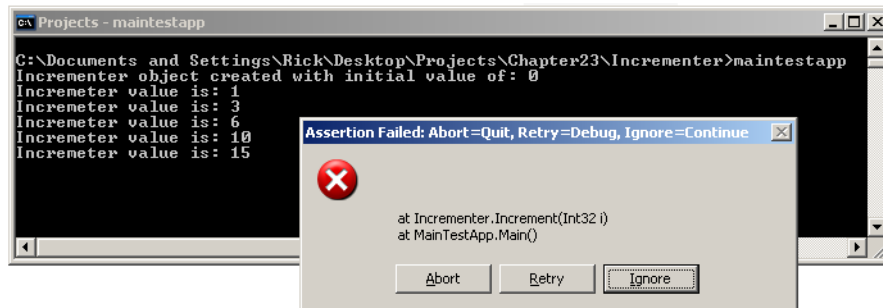 Projects - maintestapp
C:\Documents and Settings\Rick\Desktop\Projects\Chapter23\Incrementer>maintestapp
Incrementer object created with initial value of: 0
Incremeter value is: 1
Incremeter value is: 3
Incremeter value is: 6
Incremeter value is: 10
Incremeter value is: 15
Assertion Failed: Abort=Quit, Retry=Debug, Ignore=Continue
at Incrementer.Increment(Int32 i)
at MainTestApp.Main()
Abort Retry Ignore